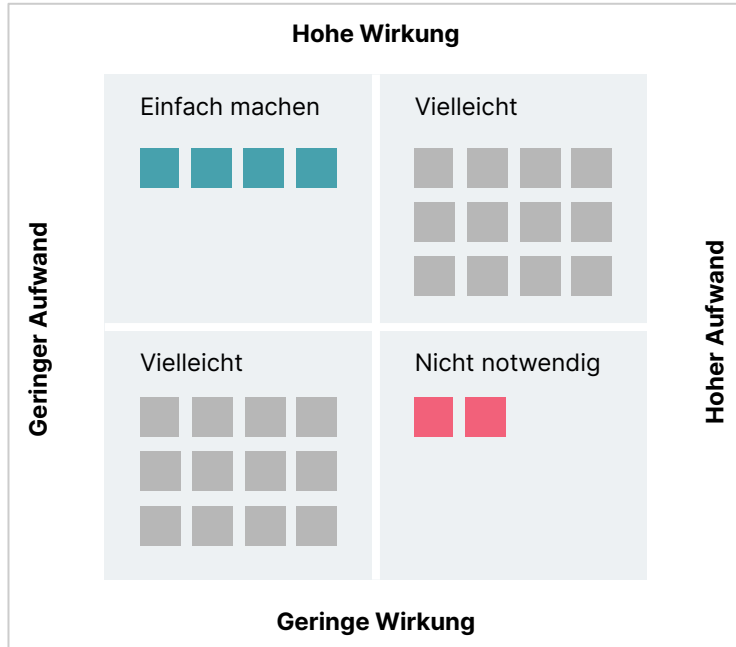 Hohe Wirkung
Einfach machen
Vielleicht
Geringer Aufwand
Hoher Aufwand
Vielleicht
Nicht notwendig
Geringe Wirkung